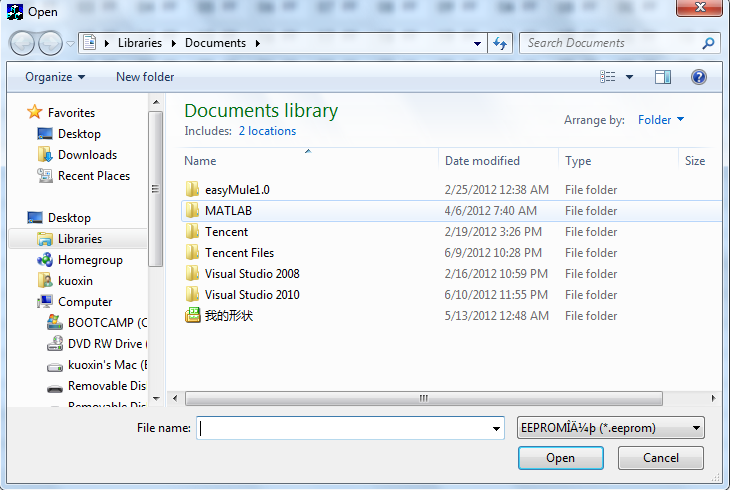 Open
Libraries Documents
Search Documents
Organize New folder
Favorites
Desktop
Downloads
Recent Places
Desktop
Libraries
Homegroup
kuoxin
Computer
BOOTCAMP (C
DVD RW Drive (
kuoxin's Mac (E
Removable Dis
Removable Dis
Documents library
Includes: 2 locations
Arrange by: Folder
Name Date modified Type Size
easyMule1.0 2/25/2012 12:38 AM File folder
MATLAB 4/6/2012 7:40 AM File folder
Tencent 2/19/2012 3:26 PM File folder
Tencent Files 6/9/2012 10:28 PM File folder
Visual Studio 2008 2/16/2012 10:59 PM File folder
Visual Studio 2010 6/10/2012 11:55 PM File folder
我的形状 5/13/2012 12:48 AM File folder
File name:
EEPROMÎÄ¼þ (*.eeprom)
Open Cancel